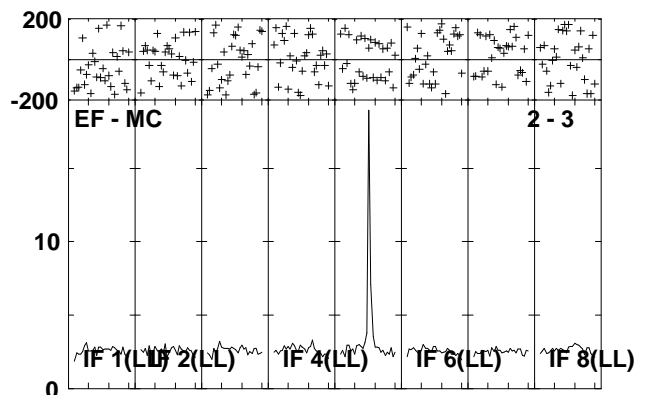 200
-200
EF - MC 2 - 3
10
IF 1(LL) IF 2(LL) IF 4(LL) IF 6(LL) IF 8(LL)
0